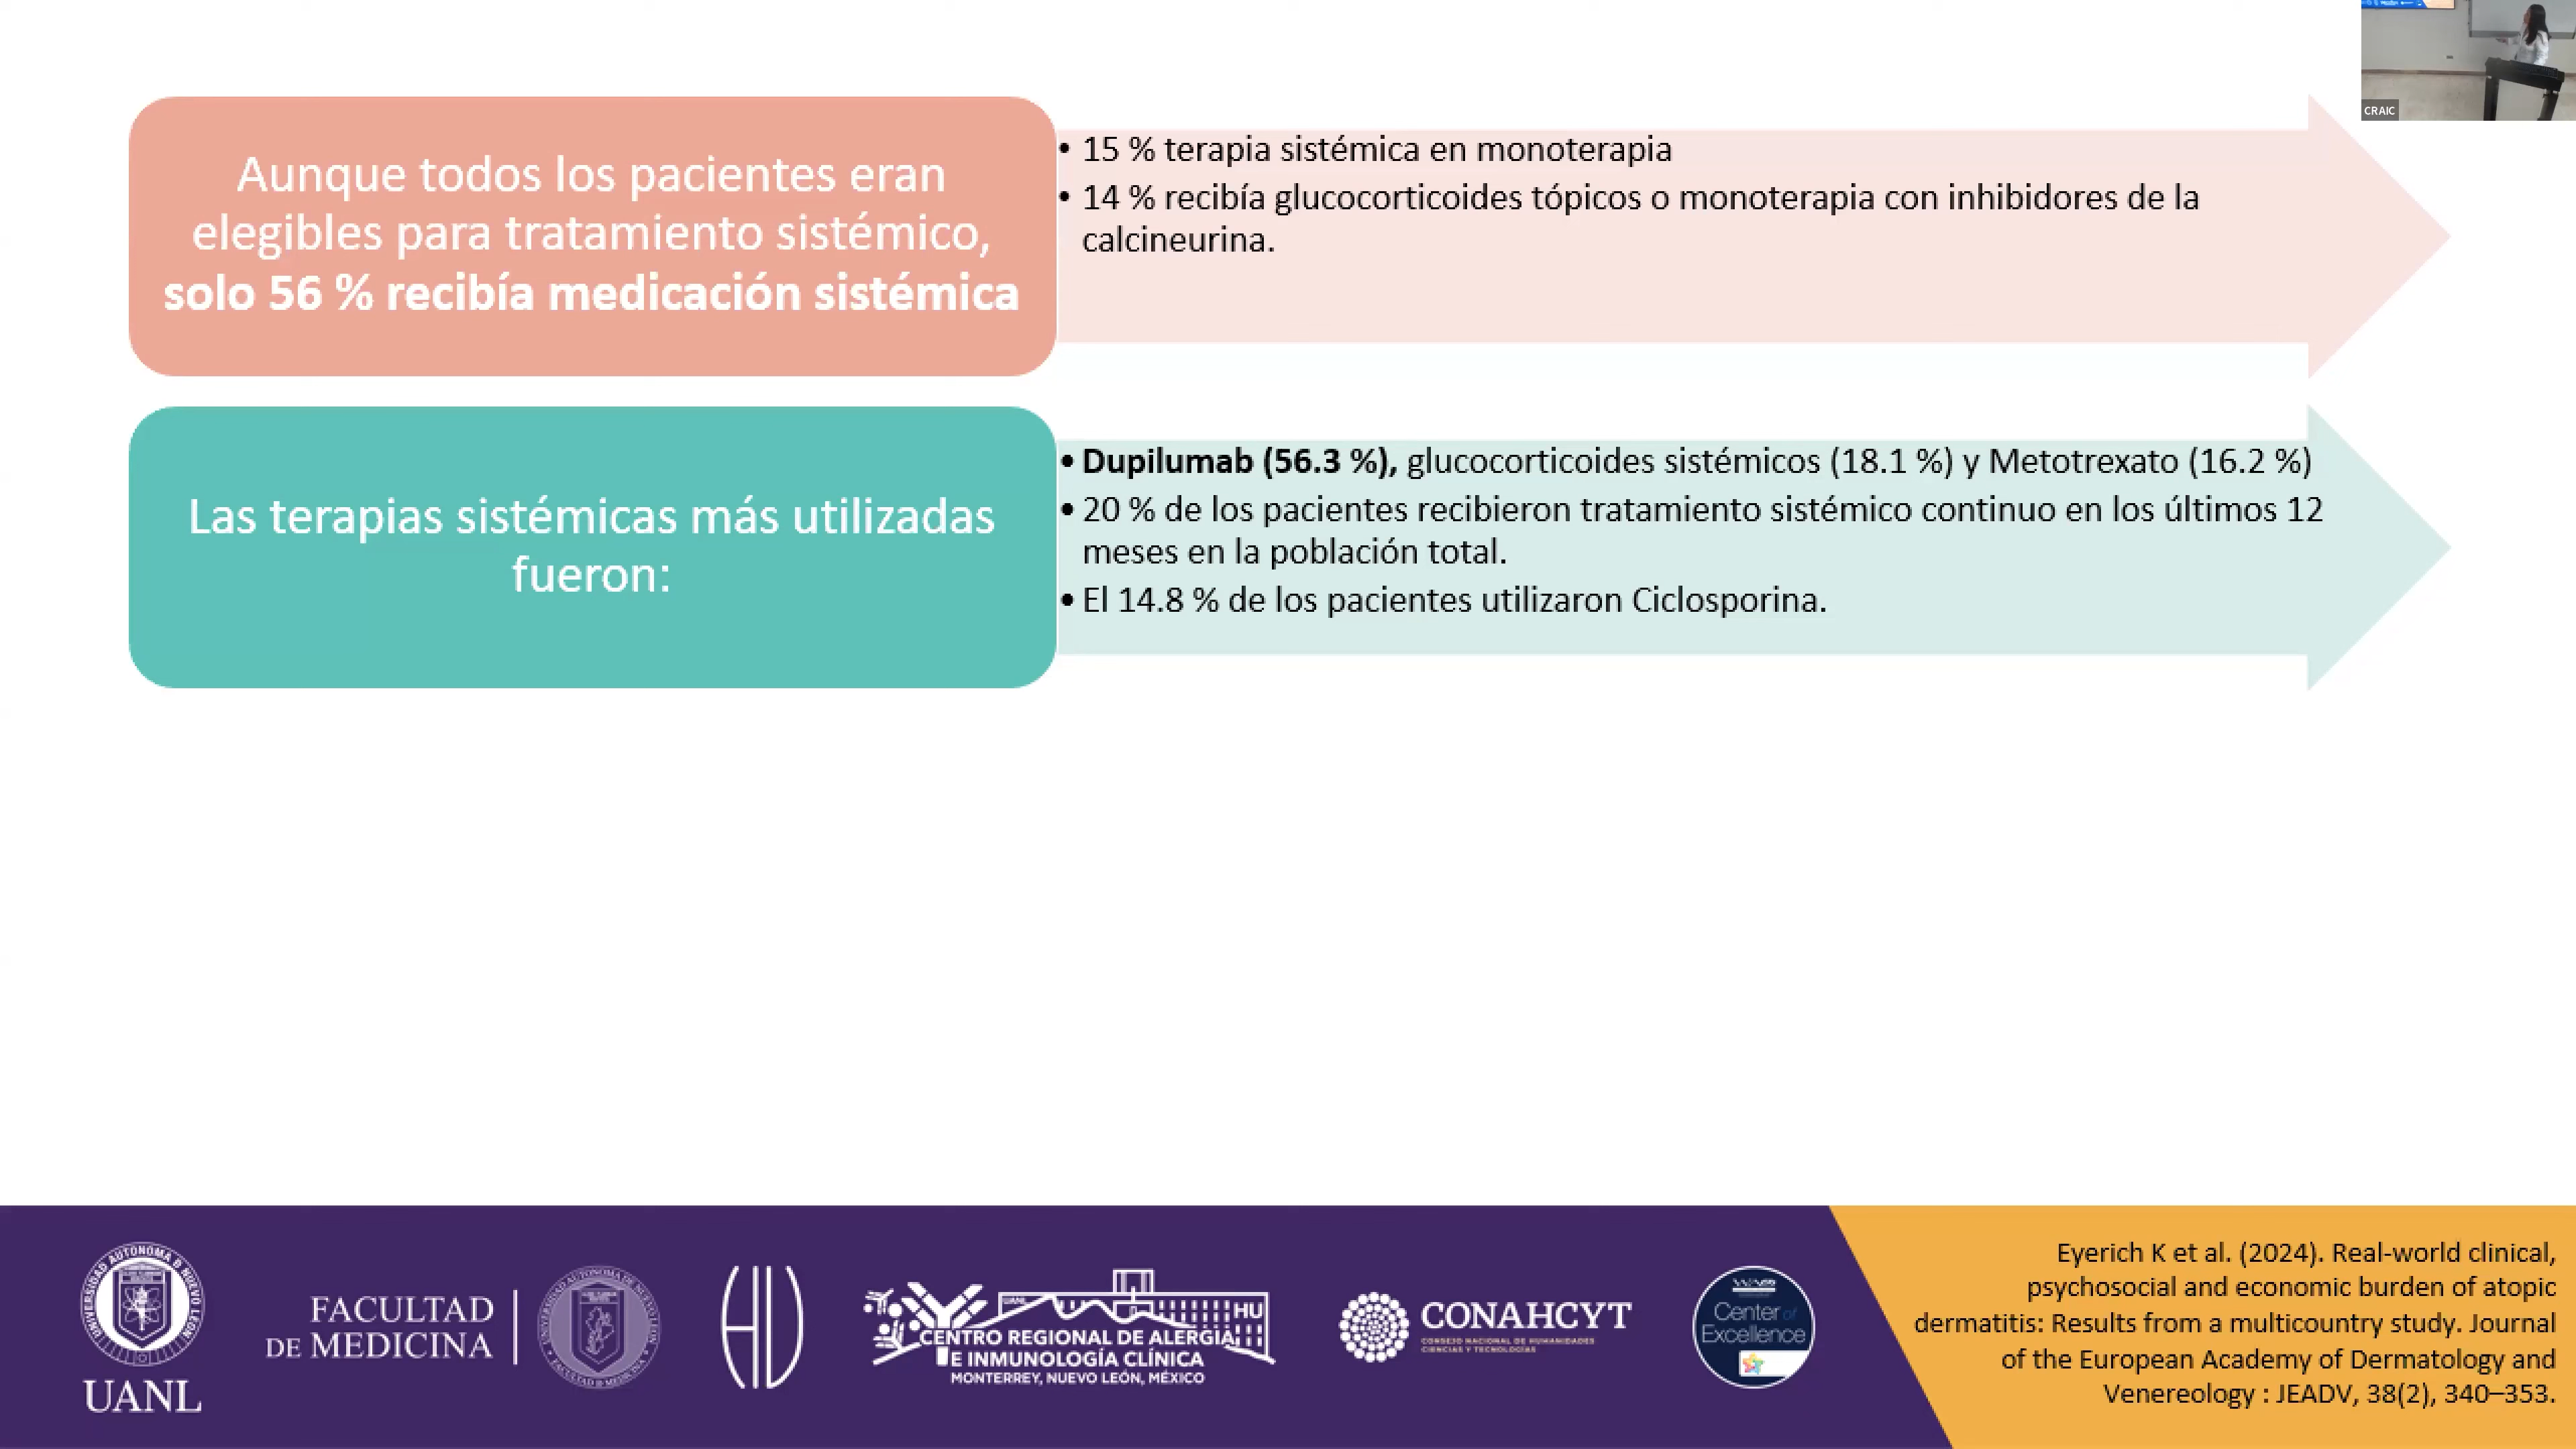 CRAIC
Aunque todos los pacientes eran
elegibles para tratamiento sistémico,
solo 56 % recibía medicación sistémica
• 15 % terapia sistémica en monoterapia
• 14 % recibía glucocorticoides tópicos o monoterapia con inhibidores de la
calcineurina.
Las terapias sistémicas más utilizadas
fueron:
• Dupilumab (56.3 %), glucocorticoides sistémicos (18.1 %) y Metotrexato (16.2 %)
• 20 % de los pacientes recibieron tratamiento sistémico continuo en los últimos 12
meses en la población total.
• El 14.8 % de los pacientes utilizaron Ciclosporina.
UANL
FACULTAD
DE MEDICINA
HU
CENTRO REGIONAL DE ALERGIA
E INMUNOLOGÍA CLÍNICA
MONTERREY, NUEVO LEÓN, MÉXICO
CONAHCYT
CONSEJO NACIONAL DE HUMANIDADES
CIENCIAS Y TECNOLOGÍAS
Center of
Excellence
Eyerich K et al. (2024). Real-world clinical,
psychosocial and economic burden of atopic
dermatitis: Results from a multicountry study. Journal
of the European Academy of Dermatology and
Venereology : JEADV, 38(2), 340–353.